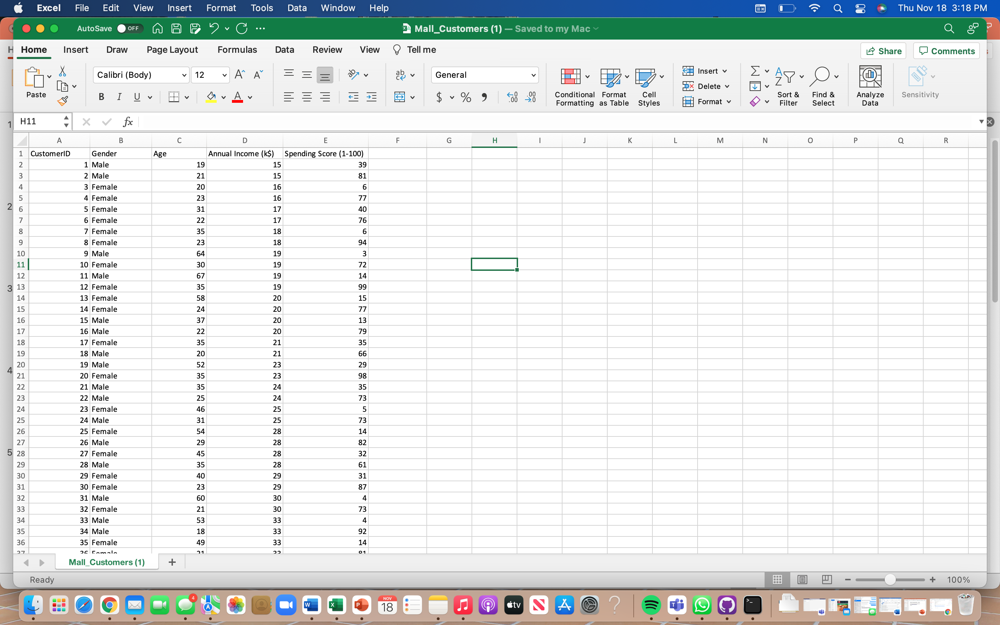 Excel File Edit View Insert Format Tools Data Window Help Thu Nov 18 3:18 PM
AutoSave OFF Mall_Customers (1) — Saved to my Mac
Home Insert Draw Page Layout Formulas Data Review View Tell me Share Comments
Paste Calibri (Body) 12 General Conditional Formatting Format as Table Cell Styles Insert Delete Format Sort & Filter Find & Select Analyze Data Sensitivity
H11 fx
A B C D E F G H I J K L M N O P Q R
1 CustomerID Gender Age Annual Income (k$) Spending Score (1-100)
2 1 Male 19 15 39
3 2 Male 21 15 81
4 3 Female 20 16 6
5 4 Female 23 16 77
6 5 Female 31 17 40
7 6 Female 22 17 76
8 7 Female 35 18 6
9 8 Female 23 18 94
10 9 Male 64 19 3
11 10 Female 30 19 72
12 11 Male 67 19 14
13 12 Female 35 19 99
14 13 Female 58 20 15
15 14 Female 24 20 77
16 15 Male 37 20 13
17 16 Male 22 20 79
18 17 Female 35 21 35
19 18 Male 20 21 66
20 19 Male 52 23 29
21 20 Female 35 23 98
22 21 Male 35 24 35
23 22 Male 25 24 73
24 23 Female 46 25 5
25 24 Male 31 25 73
26 25 Female 54 28 14
27 26 Male 29 28 82
28 27 Female 45 28 32
29 28 Male 35 28 61
30 29 Female 40 29 31
31 30 Female 23 29 87
32 31 Male 60 30 4
33 32 Female 21 30 73
34 33 Male 53 33 4
35 34 Male 18 33 92
36 35 Female 49 33 14
37 36 Female 21 33 81
Mall_Customers (1)
Ready 100%
4 NOV 18 tv